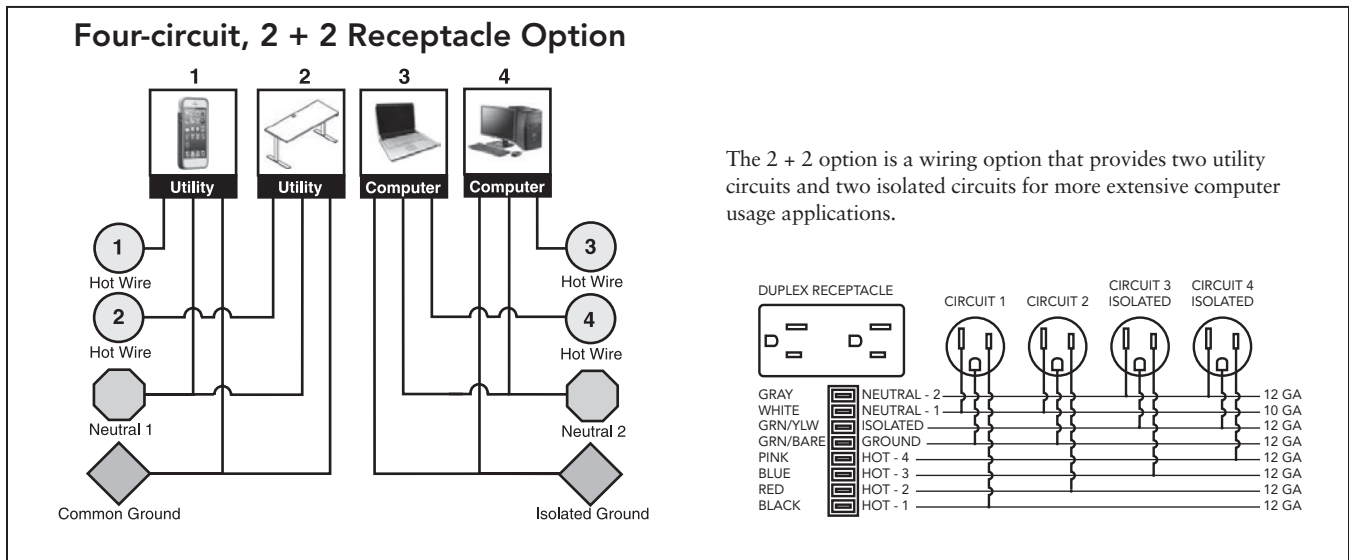 Four-circuit, 2 + 2 Receptacle Option
1 2 3 4
Utility Utility Computer Computer
1 3
Hot Wire Hot Wire
2 4
Hot Wire Hot Wire
Neutral 1 Neutral 2
Common Ground Isolated Ground
The 2 + 2 option is a wiring option that provides two utility
circuits and two isolated circuits for more extensive computer
usage applications.
DUPLEX RECEPTACLE CIRCUIT 1 CIRCUIT 2 CIRCUIT 3 ISOLATED CIRCUIT 4 ISOLATED
GRAY NEUTRAL - 2 12 GA
WHITE NEUTRAL - 1 10 GA
GRN/YLW ISOLATED 12 GA
GRN/BARE GROUND 12 GA
PINK HOT - 4 12 GA
BLUE HOT - 3 12 GA
RED HOT - 2 12 GA
BLACK HOT - 1 12 GA